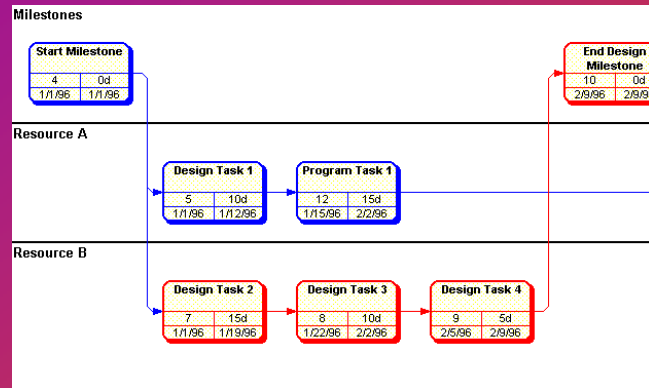 Milestones
Start Milestone
4 0d
1/1/96 1/1/96
End Design
Milestone
10 0d
2/9/96 2/9/9
Resource A
Design Task 1
5 10d
1/1/96 1/12/96
Program Task 1
12 15d
1/15/96 2/2/96
Resource B
Design Task 2
7 15d
1/1/96 1/19/96
Design Task 3
8 10d
1/22/96 2/2/96
Design Task 4
9 5d
2/5/96 2/9/96